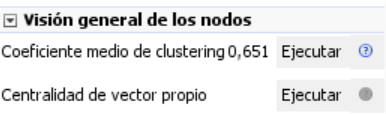 Visión general de los nodos
Coeficiente medio de clustering 0,651 Ejecutar ?
Centralidad de vector propio Ejecutar